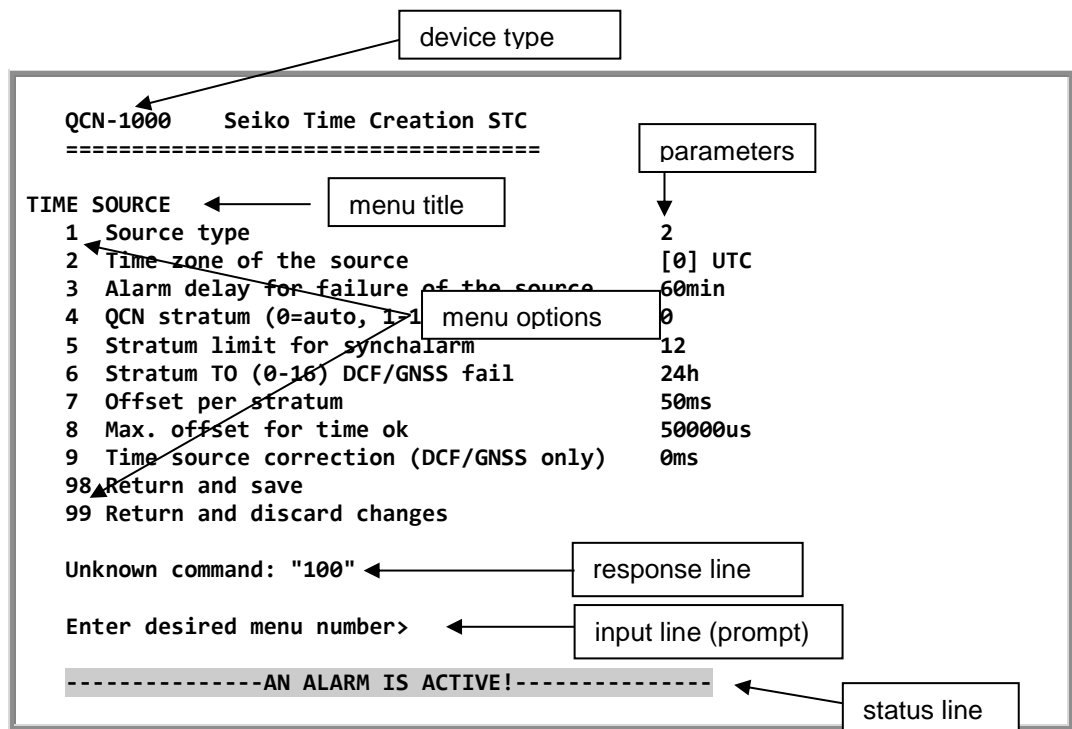 device type
QCN-1000 Seiko Time Creation STC
====================================
parameters
TIME SOURCE
menu title
1 Source type 2
2 Time zone of the source [0] UTC
3 Alarm delay for failure of the source 60min
4 QCN stratum (0=auto, 1-1 0
menu options
5 Stratum limit for synchalarm 12
6 Stratum TO (0-16) DCF/GNSS fail 24h
7 Offset per stratum 50ms
8 Max. offset for time ok 50000us
9 Time source correction (DCF/GNSS only) 0ms
98 Return and save
99 Return and discard changes
Unknown command: "100"
response line
Enter desired menu number>
input line (prompt)
---------------AN ALARM IS ACTIVE!---------------
status line